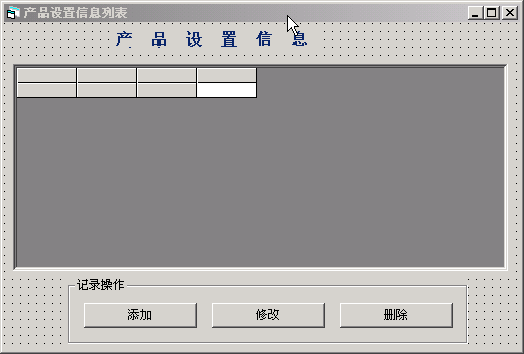 产品设置信息列表
产 品 设 置 信 息
记录操作
添加 修改 删除